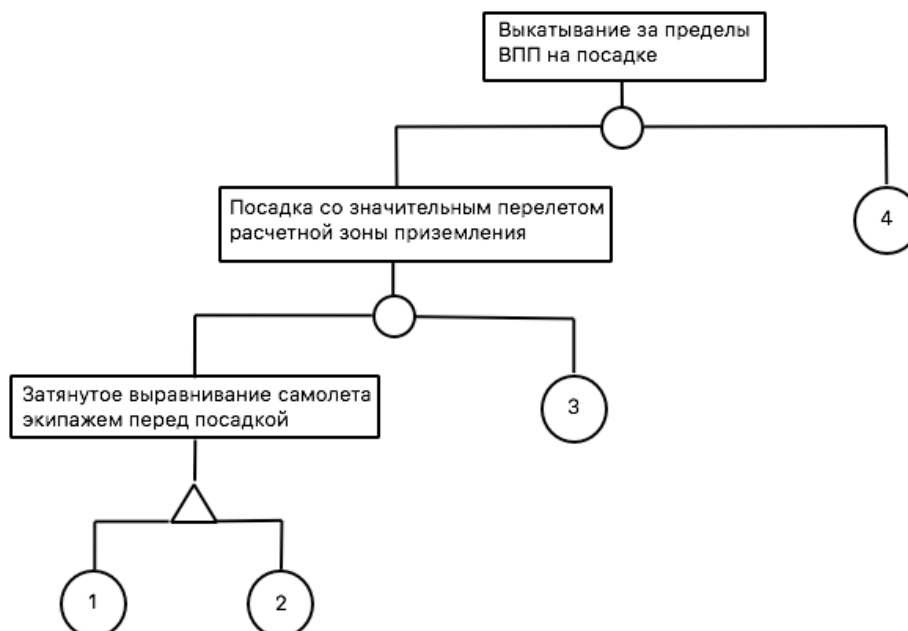 Выкатывание за пределы
ВПП на посадке
Посадка со значительным перелетом
расчетной зоны приземления
4
Затянутое выравнивание самолета
экипажем перед посадкой
3
1
2